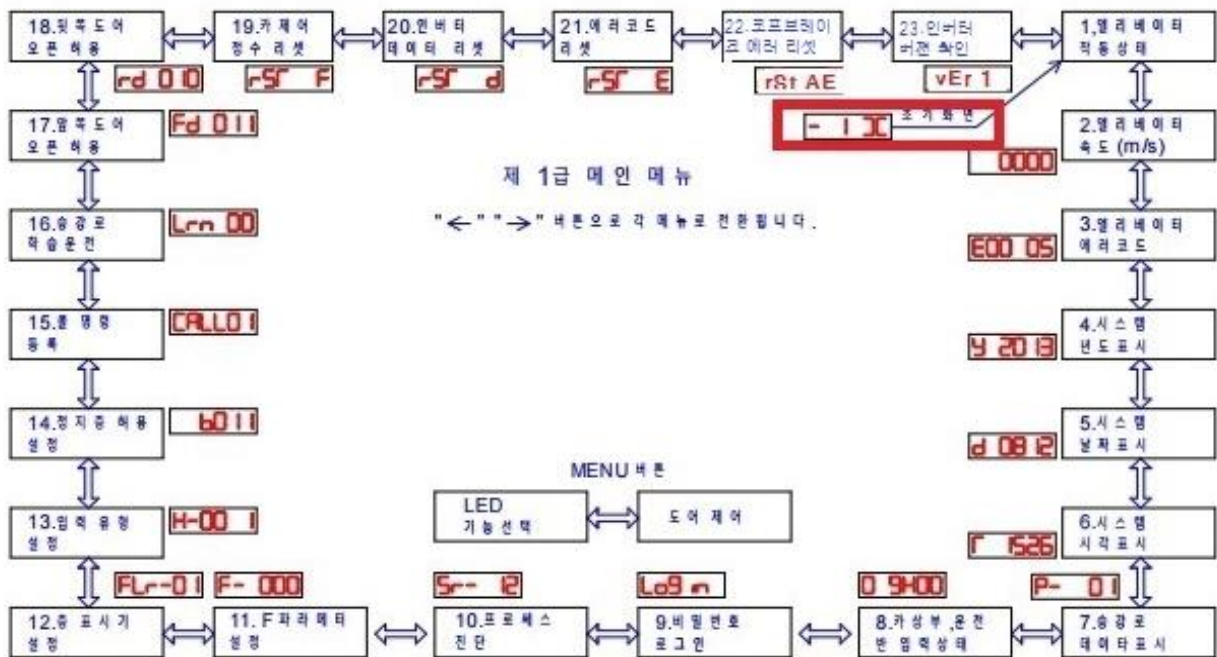 18.뒷쪽도어
오픈 허용
19.카제어
정수 리셋
20.인버터
데이터 리셋
21.에러코드
리셋
22.로프브레이
크 에러 리셋
23.인버터
버젼 확인
1.엘리베이터
작동상태
rd 010
rST F
rST d
rST E
rSt AE
vEr 1
초기화면
17.앞쪽도어
오픈 허용
Fd 011
제 1급 메인 메뉴
2.엘리베이터
속도(m/s)
0000
"←" "→" 버튼으로 각 메뉴로 전환됩니다.
16.승강로
학습운전
Lrn 00
3.엘리베이터
에러코드
E00 05
15.콜 명령
등록
CALL01
4.시스템
년도표시
y 2013
14.정지층 허용
설정
b011
5.시스템
날짜표시
d 0812
MENU 버튼
LED
기능선택
도어 제어
13.입력 유형
설정
H-00 1
6.시스템
시각표시
T 1526
FLr-01
F- 000
Sr- 12
Log in
0 9H00
P- 01
12.층 표시기
설정
11.F파라메터
설정
10.프로쎄스
진단
9.비밀번호
로그인
8.카상부,운전
반 입력상태
7.승강로
데이타표시